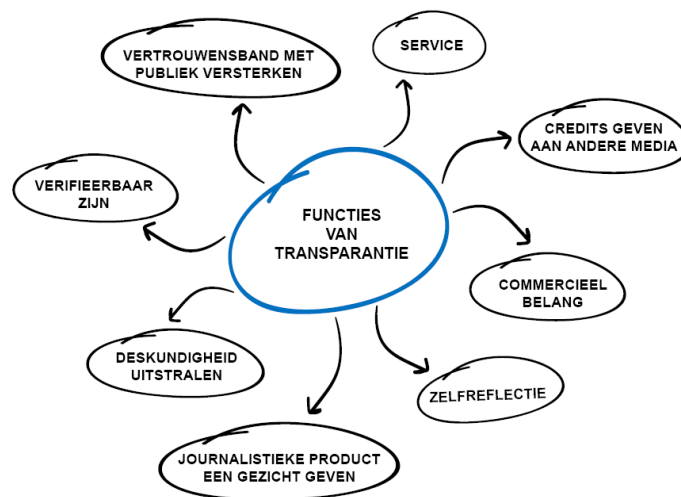 VERTROUWENSBAND MET
PUBLIEK VERSTERKEN
SERVICE
CREDITS GEVEN
AAN ANDERE MEDIA
VERIFIEERBAAR
ZIJN
FUNCTIES
VAN
TRANSPARANTIE
COMMERCIEEL
BELANG
DESKUNDIGHEID
UITSTRALEN
ZELFREFLECTIE
JOURNALISTIEKE PRODUCT
EEN GEZICHT GEVEN